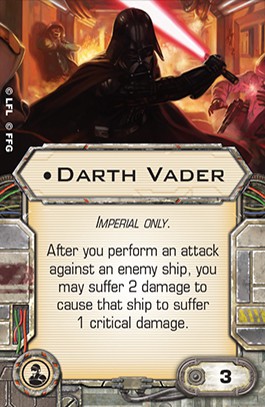 © LFL © FFG
• DARTH VADER
IMPERIAL ONLY.
After you perform an attack
against an enemy ship, you
may suffer 2 damage to
cause that ship to suffer
1 critical damage.
3